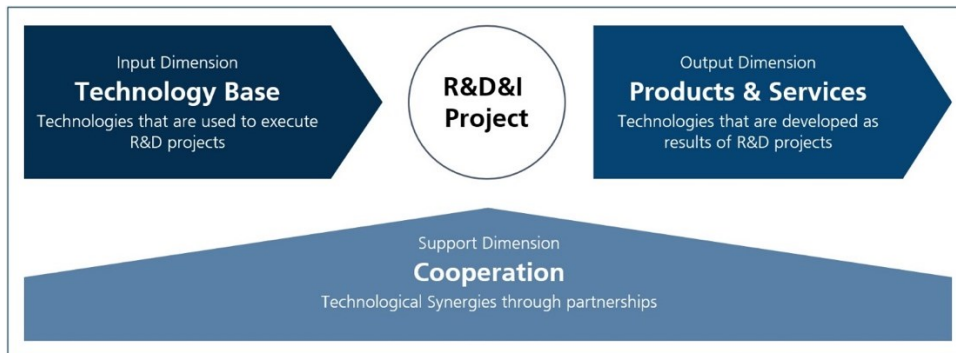 Input Dimension
Technology Base
Technologies that are used to execute
R&D projects
R&D&I
Project
Output Dimension
Products & Services
Technologies that are developed as
results of R&D projects
Support Dimension
Cooperation
Technological Synergies through partnerships